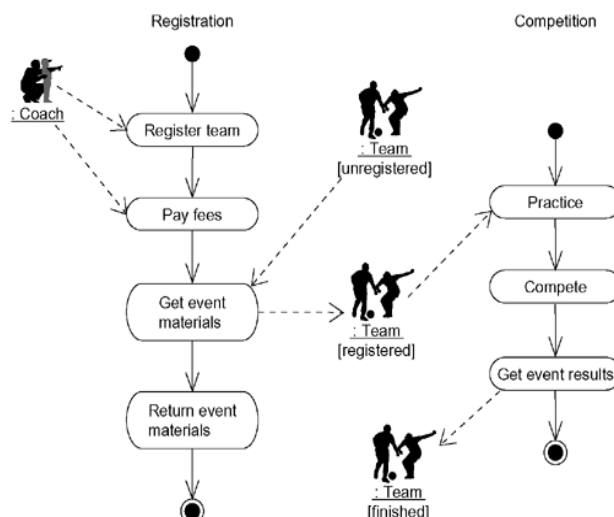 Registration
Competition
: Coach
Register team
: Team
[unregistered]
Pay fees
Practice
Get event
materials
: Team
[registered]
Compete
Return event
materials
Get event results
: Team
[finished]